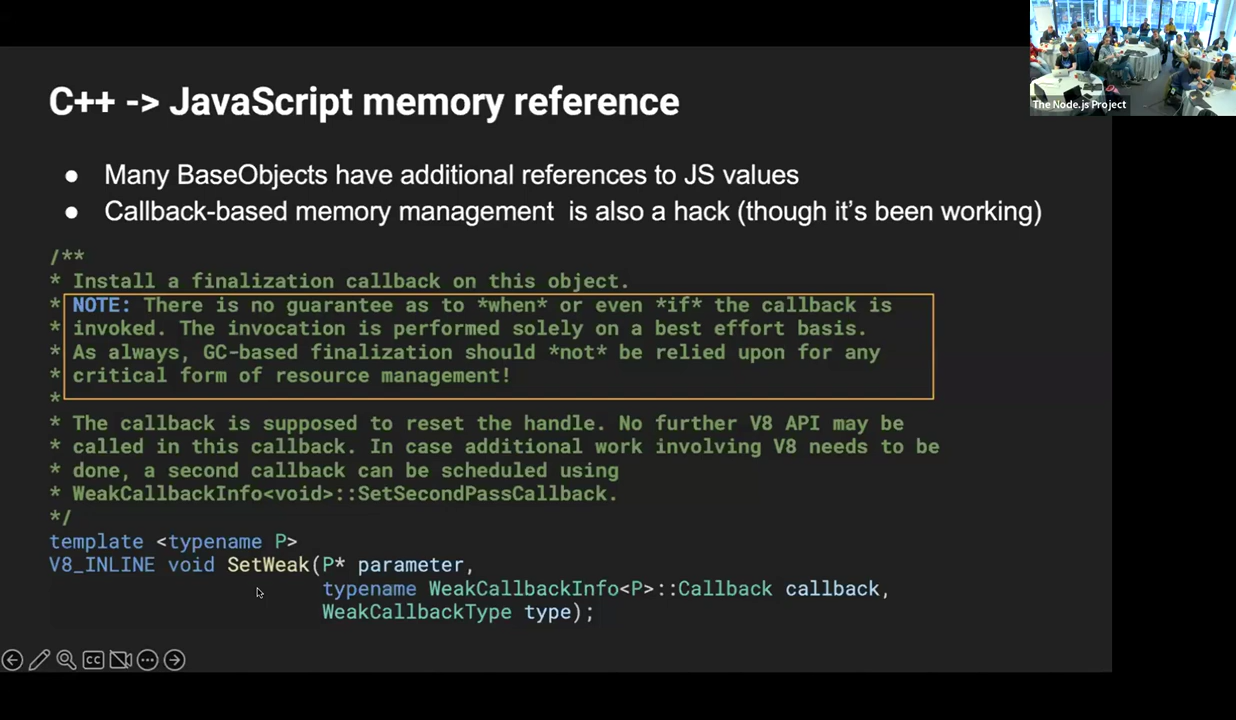 C++ -> JavaScript memory reference
The Node.js Project
● Many BaseObjects have additional references to JS values
● Callback-based memory management is also a hack (though it’s been working)
/**
* Install a finalization callback on this object.
* NOTE: There is no guarantee as to *when* or even *if* the callback is
* invoked. The invocation is performed solely on a best effort basis.
* As always, GC-based finalization should *not* be relied upon for any
* critical form of resource management!
*
* The callback is supposed to reset the handle. No further V8 API may be
* called in this callback. In case additional work involving V8 needs to be
* done, a second callback can be scheduled using
* WeakCallbackInfo<void>::SetSecondPassCallback.
*/
template <typename P>
V8_INLINE void SetWeak(P* parameter,
typename WeakCallbackInfo<P>::Callback callback,
WeakCallbackType type);
CC